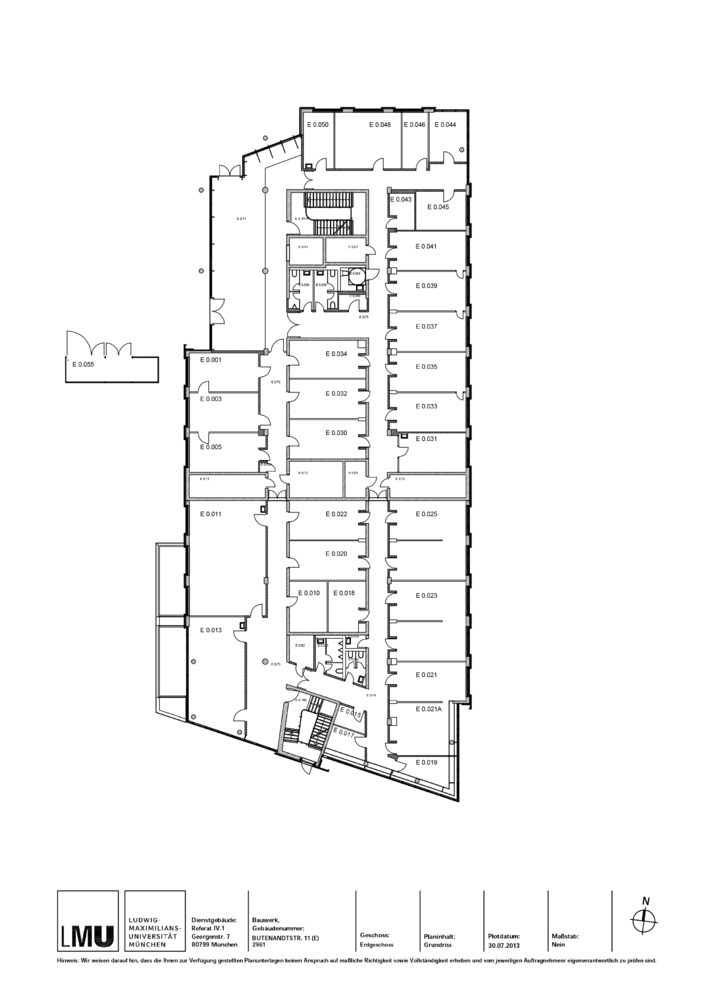 E 0.050
E 0.048
E 0.046
E 0.044
E 0.043
E 0.045
E 0.041
E 0.039
E 0.037
E 0.034
E 0.035
E 0.055
E 0.001
E 0.032
E 0.003
E 0.033
E 0.030
E 0.031
E 0.005
E 0.011
E 0.022
E 0.025
E 0.020
E 0.010
E 0.018
E 0.023
E 0.013
E 0.021
E 0.015
E 0.021A
E 0.017
E 0.019
N
LMU
LUDWIG-
MAXIMILIANS-
UNIVERSITÄT
MÜNCHEN
Dienstgebäude:
Referat IV.1
Georgenstr. 7
80799 München
Bauwerk,
Gebäudenummer:
BUTENANDTSTR. 11 (E)
2961
Geschoss:
Erdgeschoss
Planinhalt:
Grundriss
Plotdatum:
30.07.2013
Maßstab:
Nein
Hinweis: Wir weisen darauf hin, dass die Ihnen zur Verfügung gestellten Planunterlagen keinen Anspruch auf maßliche Richtigkeit sowie Vollständigkeit erheben und vom jeweiligen Auftragnehmer eigenverantwortlich zu prüfen sind.